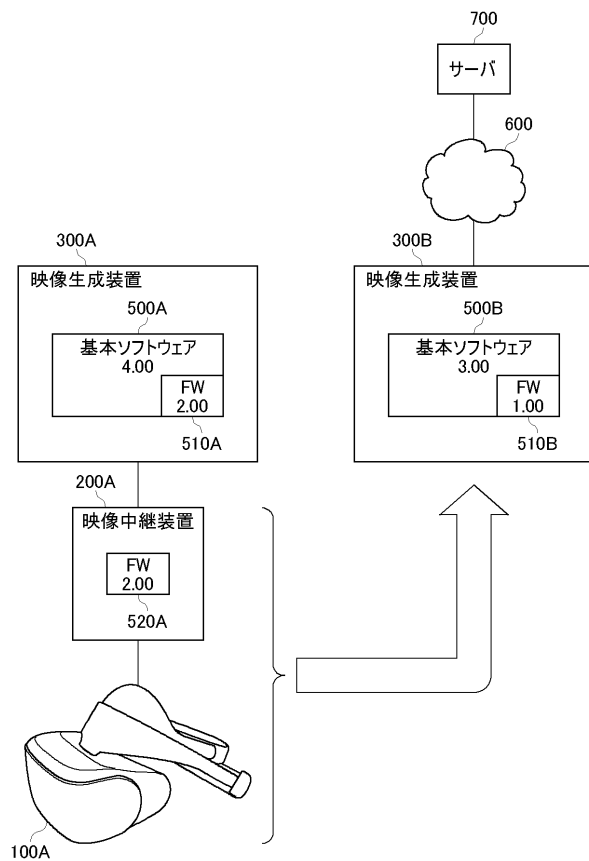 700
サーバ
600
300A
映像生成装置
500A
基本ソフトウェア
4.00
FW
2.00
510A
300B
映像生成装置
500B
基本ソフトウェア
3.00
FW
1.00
510B
200A
映像中継装置
FW
2.00
520A
100A